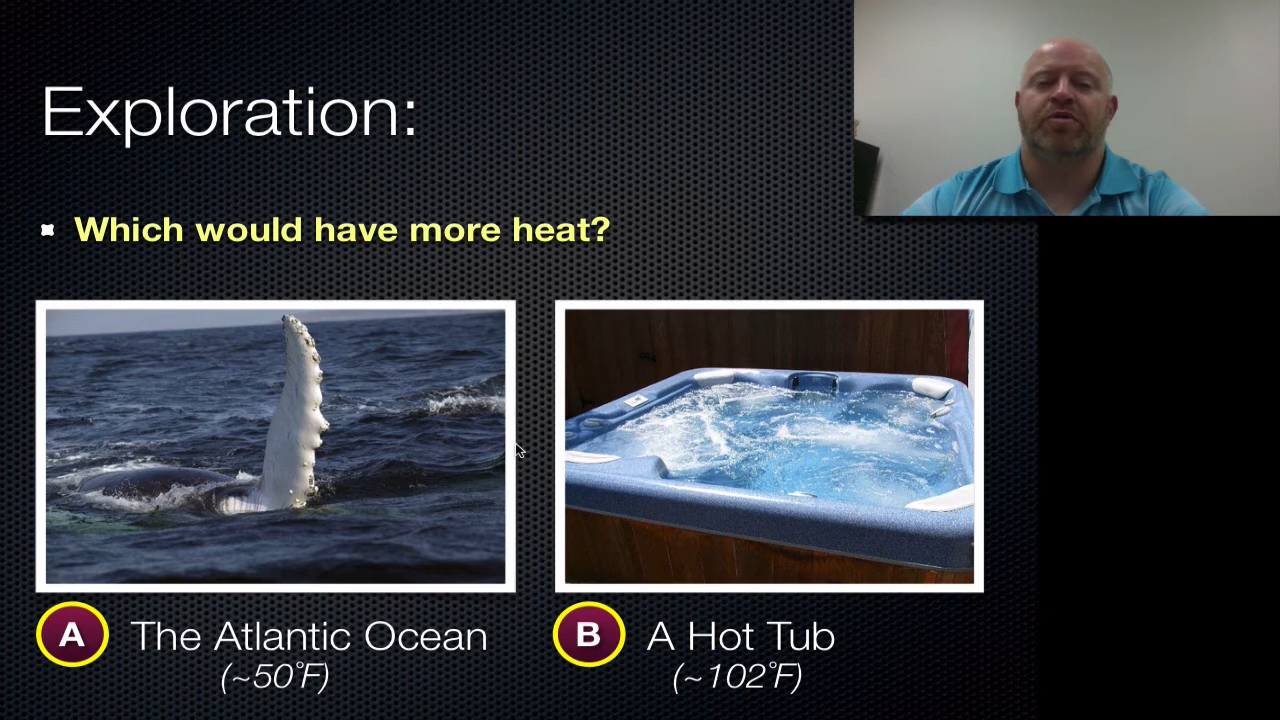 Exploration:
Which would have more heat?
A The Atlantic Ocean
(~50°F)
B A Hot Tub
(~102°F)